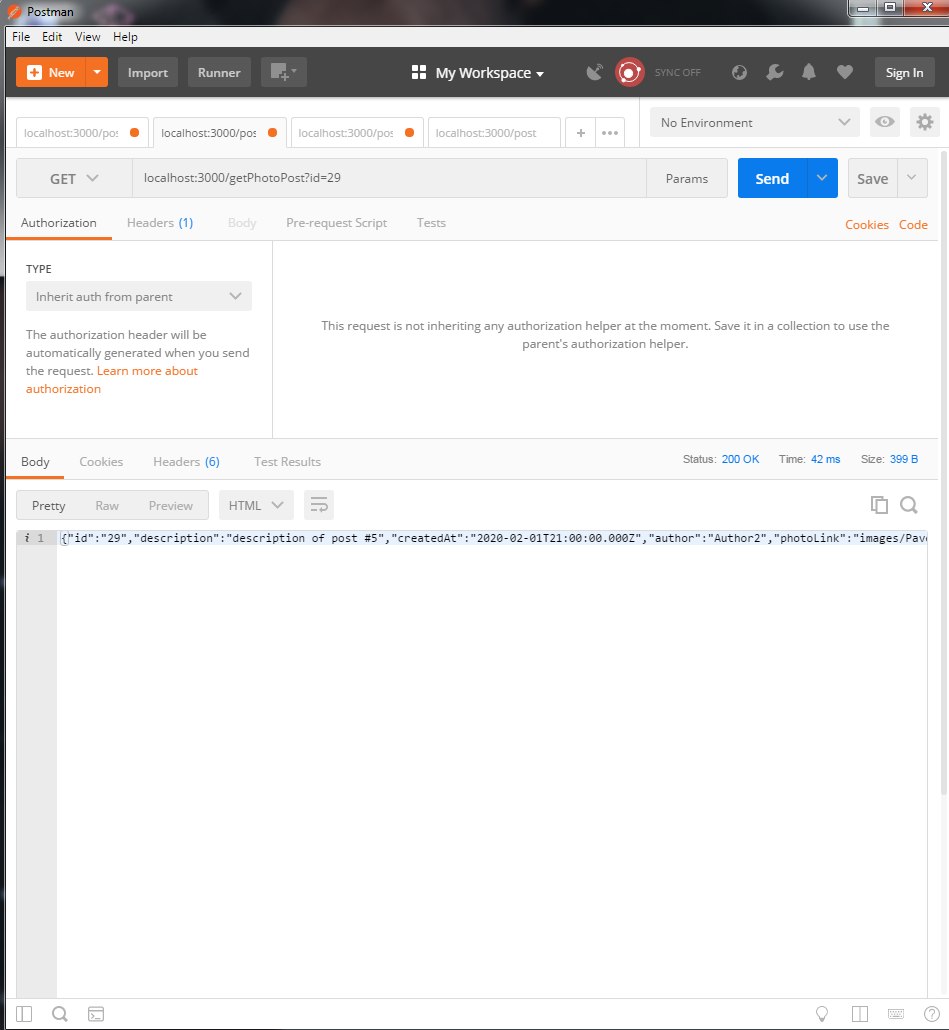 Postman
File Edit View Help
New Import Runner My Workspace SYNC OFF Sign In
localhost:3000/pos localhost:3000/pos localhost:3000/pos localhost:3000/post + ••• No Environment
GET localhost:3000/getPhotoPost?id=29 Params Send Save
Authorization Headers (1) Body Pre-request Script Tests Cookies Code
TYPE
Inherit auth from parent
The authorization header will be
automatically generated when you send
the request. Learn more about
authorization
This request is not inheriting any authorization helper at the moment. Save it in a collection to use the
parent's authorization helper.
Body Cookies Headers (6) Test Results Status: 200 OK Time: 42 ms Size: 399 B
Pretty Raw Preview HTML
i 1 {"id":"29","description":"description of post #5","createdAt":"2020-02-01T21:00:00.000Z","author":"Author2","photoLink":"images/Pav